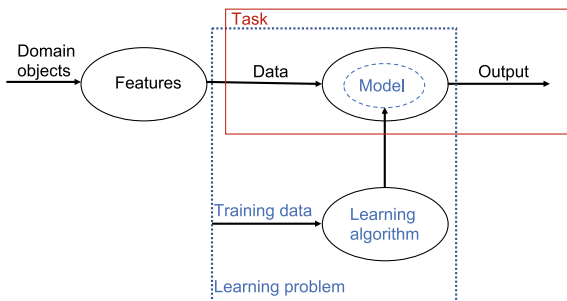 Task
Domain
objects
Features
Data
Model
Output
Training data
Learning
algorithm
Learning problem